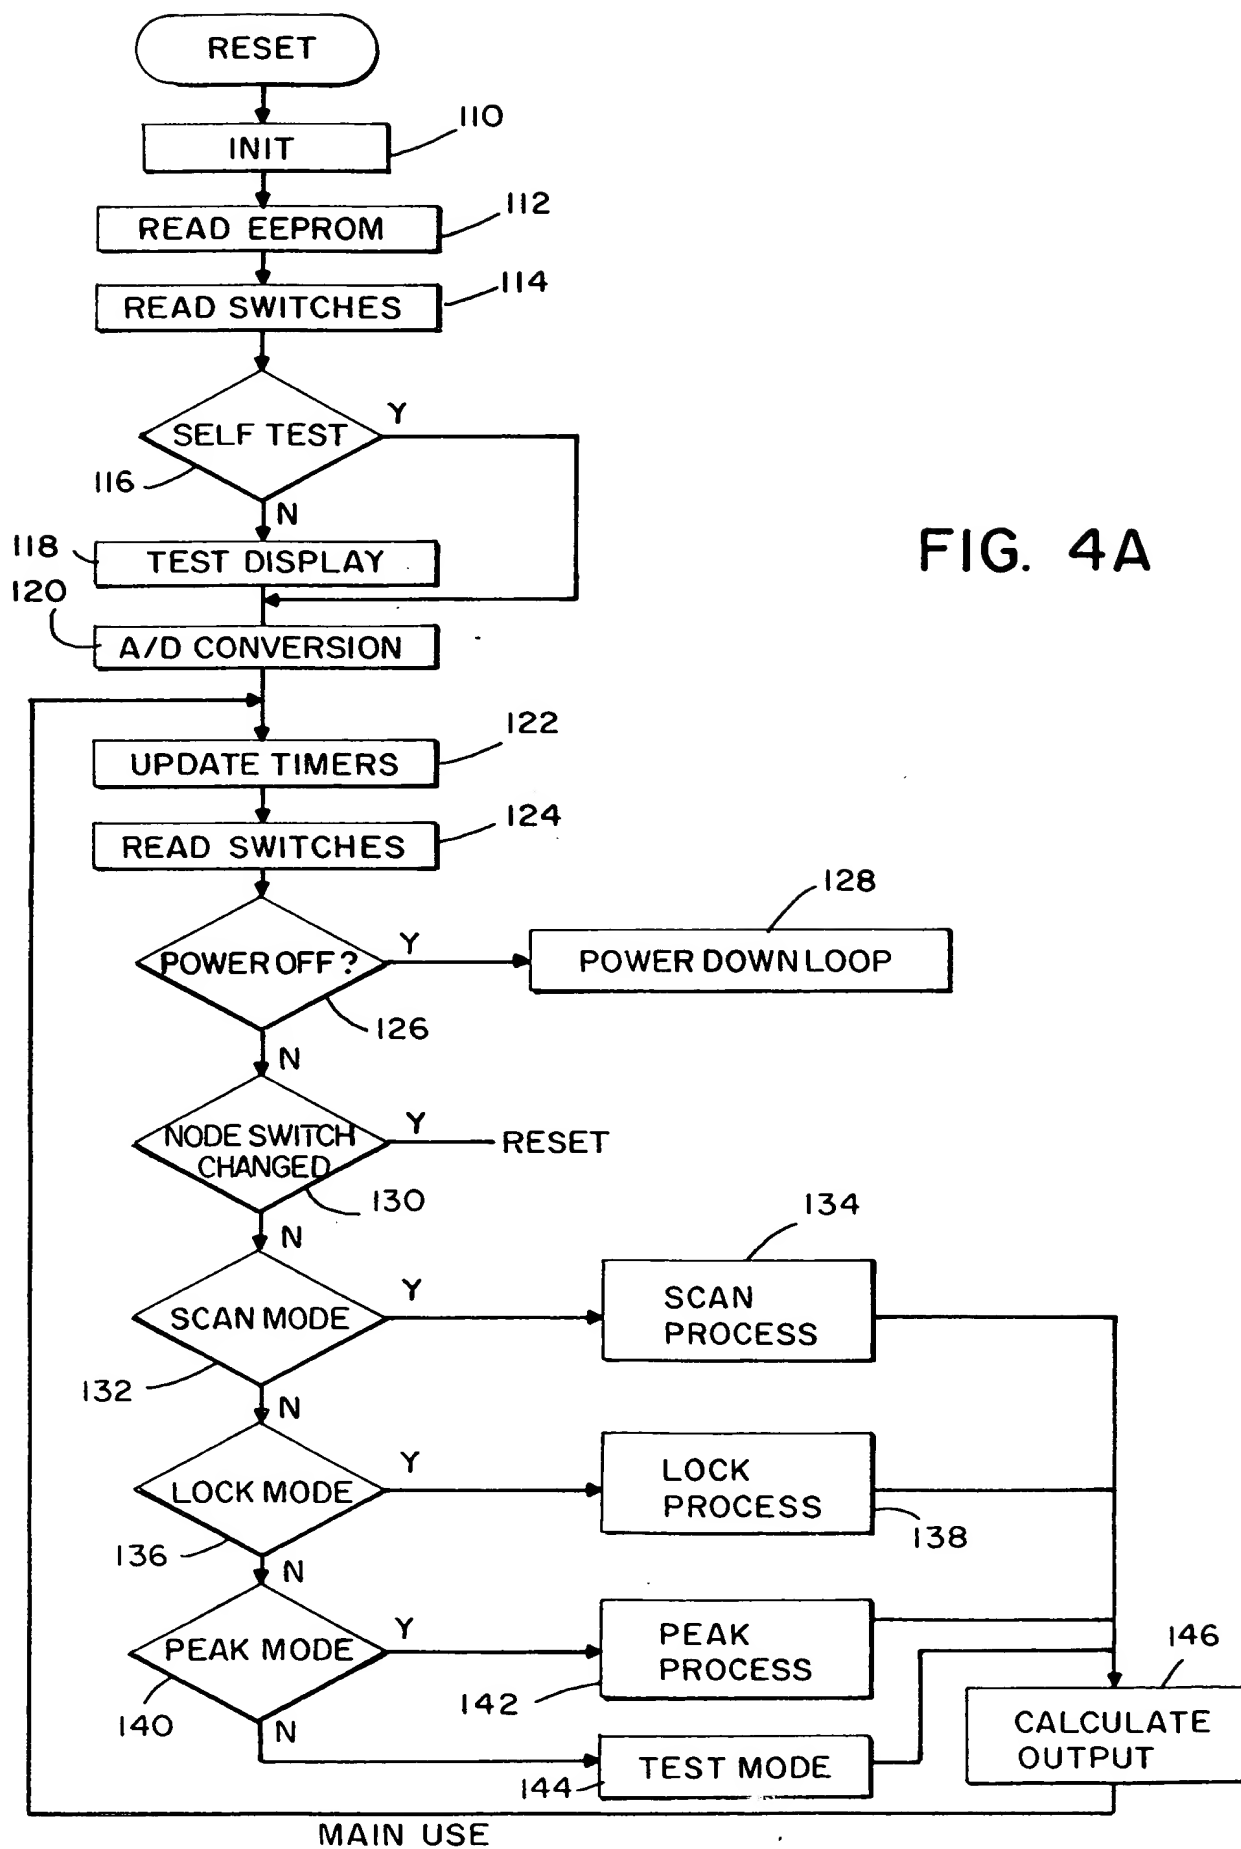 RESET
INIT
110
READ EEPROM
112
READ SWITCHES
114
SELF TEST
Y
116
N
FIG. 4A
118
TEST DISPLAY
120
A/D CONVERSION
UPDATE TIMERS
122
READ SWITCHES
124
POWER OFF?
Y
128
POWER DOWN LOOP
126
N
NODE SWITCH
CHANGED
Y
RESET
130
N
SCAN MODE
Y
134
SCAN
PROCESS
132
N
LOCK MODE
Y
LOCK
PROCESS
138
136
N
PEAK MODE
Y
PEAK
PROCESS
142
140
N
TEST MODE
144
146
CALCULATE
OUTPUT
MAIN USE